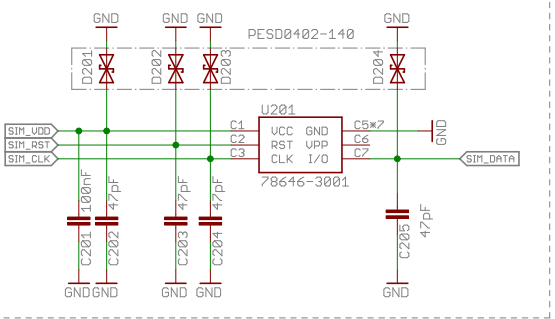 GND GND GND GND
PESD0402-140
D201 D202 D203 D204
U201
SIM_VDD C1 VCC GND C5*7 GND
SIM_RST C2 RST VPP C6
SIM_CLK C3 CLK I/O C7 SIM_DATA
78646-3001
100nF 47pF 47pF 47pF 47pF
C201 C202 C203 C204 C205
GND GND GND GND GND